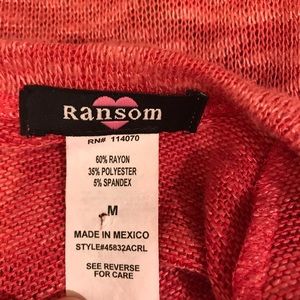 Ransom
RN# 114070
60% RAYON
35% POLYESTER
5% SPANDEX
M
MADE IN MEXICO
STYLE#45832ACRL
SEE REVERSE
FOR CARE